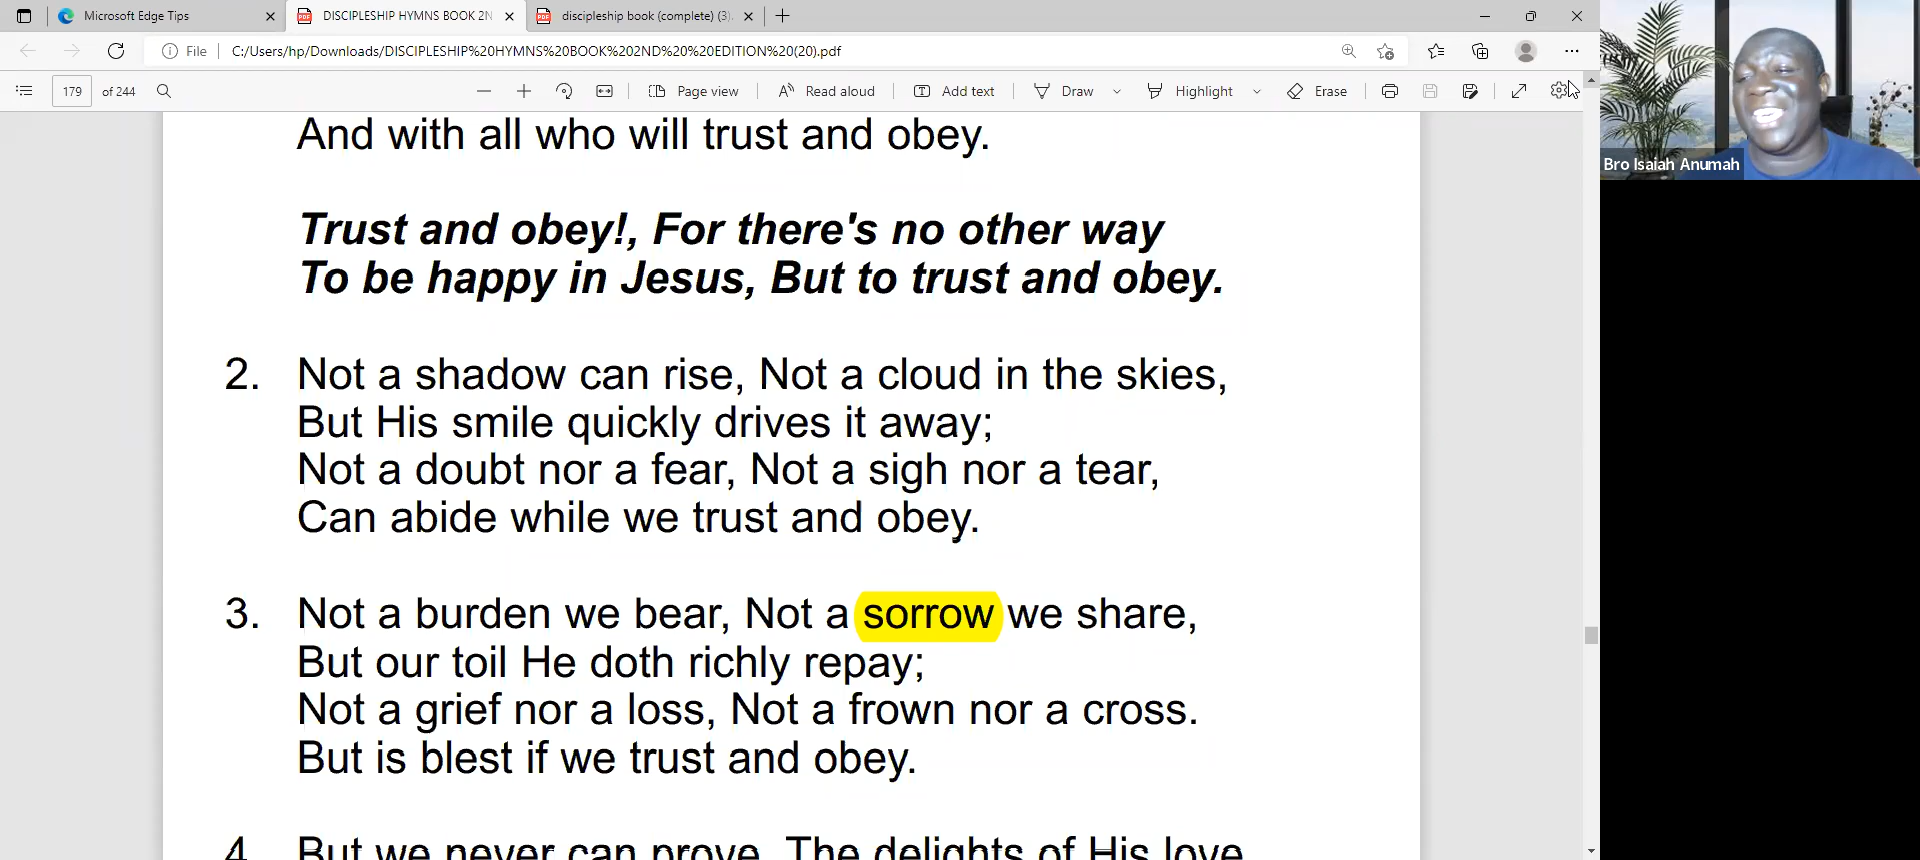 Microsoft Edge Tips
DISCIPLESHIP HYMNS BOOK 2N
discipleship book (complete) (3).
File
C:/Users/hp/Downloads/DISCIPLESHIP%20HYMNS%20BOOK%202ND%20%20EDITION%20(20).pdf
179 of 244
Page view
Read aloud
Add text
Draw
Highlight
Erase
Bro Isaiah Anumah
And with all who will trust and obey.
Trust and obey!, For there's no other way
To be happy in Jesus, But to trust and obey.
2. Not a shadow can rise, Not a cloud in the skies,
But His smile quickly drives it away;
Not a doubt nor a fear, Not a sigh nor a tear,
Can abide while we trust and obey.
3. Not a burden we bear, Not a sorrow we share,
But our toil He doth richly repay;
Not a grief nor a loss, Not a frown nor a cross.
But is blest if we trust and obey.
4. But we never can prove, The delights of His love